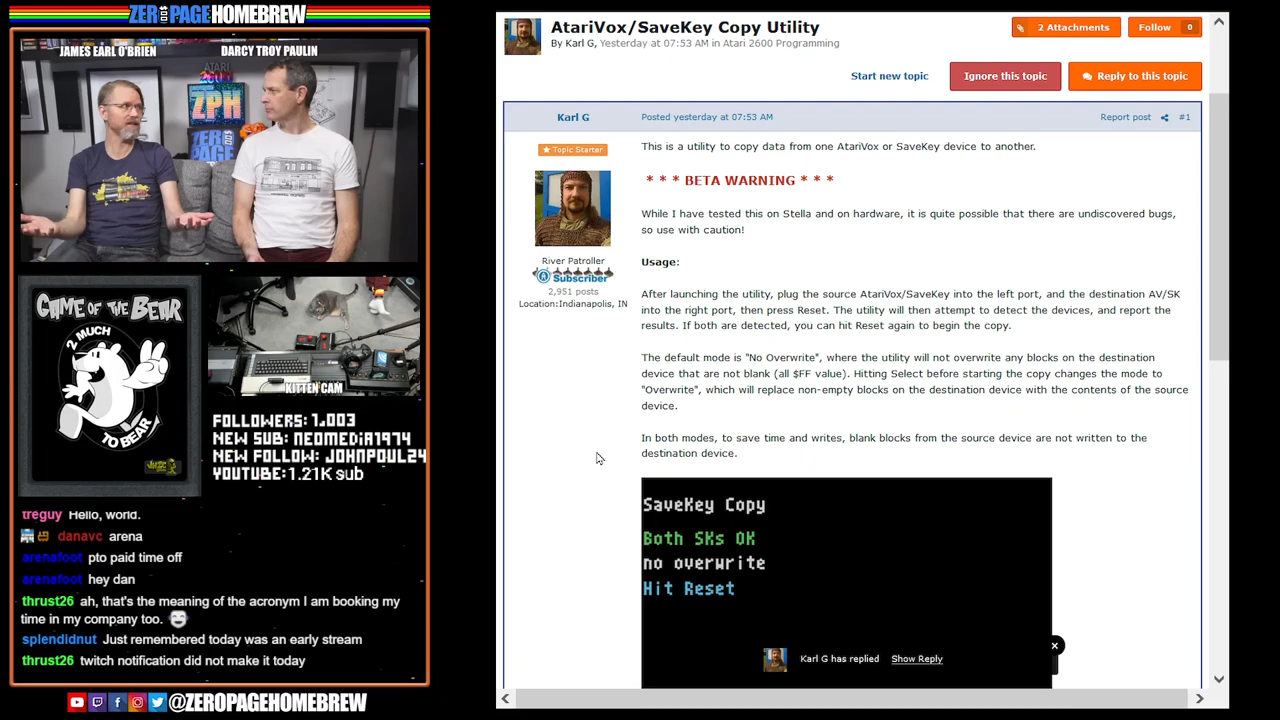 ZERO PAGE HOMEBREW
JAMES EARL O'BRIEN
DARCY TROY PAULIN
ATARI
ZPH
ZERO
PAGE
GAME OF THE BEAR
2 MUCH
TO BEAR
KITTEN CAM
FOLLOWERS: 1,003
NEW SUB: NEOMEDIA1974
NEW FOLLOW: JOHNPOUL24
YOUTUBE: 1.21K sub
treguy Hello, world.
danavc arena
arenafoot pto paid time off
arenafoot hey dan
thrust26 ah, that's the meaning of the acronym I am booking my
time in my company too.
splendidnut Just remembered today was an early stream
thrust26 twitch notification did not make it today
@ZEROPAGEHOMEBREW
AtariVox/SaveKey Copy Utility
By Karl G, Yesterday at 07:53 AM in Atari 2600 Programming
2 Attachments
Follow 0
Start new topic
Ignore this topic
Reply to this topic
Karl G
Posted yesterday at 07:53 AM
Report post
#1
Topic Starter
River Patroller
Subscriber
2,951 posts
Location:Indianapolis, IN
This is a utility to copy data from one AtariVox or SaveKey device to another.
* * * BETA WARNING * * *
While I have tested this on Stella and on hardware, it is quite possible that there are undiscovered bugs,
so use with caution!
Usage:
After launching the utility, plug the source AtariVox/SaveKey into the left port, and the destination AV/SK
into the right port, then press Reset. The utility will then attempt to detect the devices, and report the
results. If both are detected, you can hit Reset again to begin the copy.
The default mode is "No Overwrite", where the utility will not overwrite any blocks on the destination
device that are not blank (all $FF value). Hitting Select before starting the copy changes the mode to
"Overwrite", which will replace non-empty blocks on the destination device with the contents of the source
device.
In both modes, to save time and writes, blank blocks from the source device are not written to the
destination device.
SaveKey Copy
Both SKs OK
no overwrite
Hit Reset
Karl G has replied
Show Reply